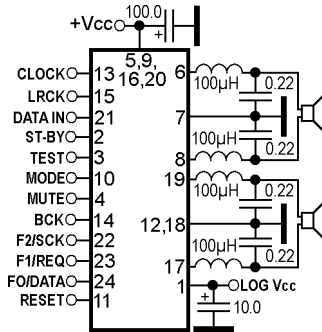 100.0
+Vcc
+
5,9,
16,20
CLOCK 13
LRCK 15
DATA IN 21
ST-BY 2
TEST 3
MODE 10
MUTE 4
BCK 14
F2/SCK 22
F1/REQ 23
FO/DATA 24
RESET 11
6
100µH
0.22
7
100µH
0.22
8
19
100µH
0.22
12,18
100µH
0.22
17
1
LOG Vcc
+
10.0